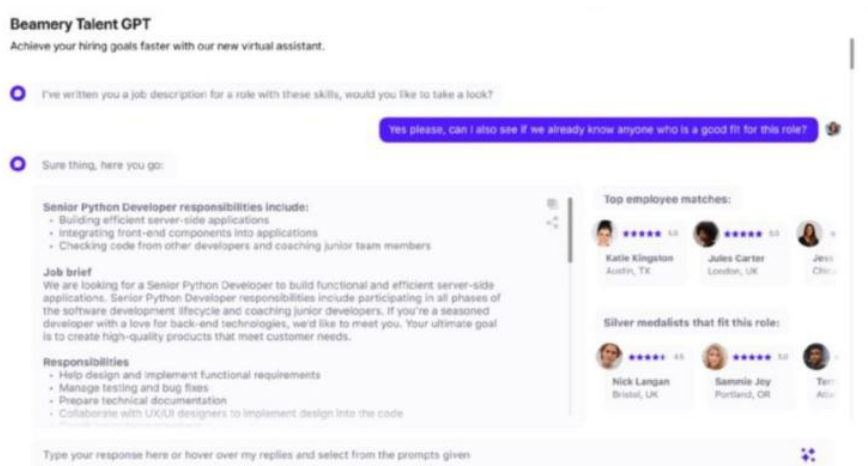 Beamery Talent GPT
Achieve your hiring goals faster with our new virtual assistant.
I've written you a job description for a role with these skills, would you like to take a look?
Yes please, can I also see if we already know anyone who is a good fit for this role?
Sure thing, here you go:
Senior Python Developer responsibilities include:
• Building efficient server-side applications
• Integrating front-end components into applications
• Checking code from other developers and coaching junior team members
Job brief
We are looking for a Senior Python Developer to build functional and efficient server-side
applications. Senior Python Developer responsibilities include participating in all phases of
the software development lifecycle and coaching junior developers. If you're a seasoned
developer with a love for back-end technologies, we'd like to meet you. Your ultimate goal
is to create high-quality products that meet customer needs.
Responsibilities
• Help design and implement functional requirements
• Manage testing and bug fixes
• Prepare technical documentation
• Collaborate with UX/UI designers to implement design into the code
Top employee matches:
5.0
5.0
Katie Kingston
Jules Carter
Jess
Austin, TX
London, UK
Silver medalists that fit this role:
4.5
5.0
Nick Langan
Sammie Joy
Bristol, UK
Portland, OR
Type your response here or hover over my replies and select from the prompts given